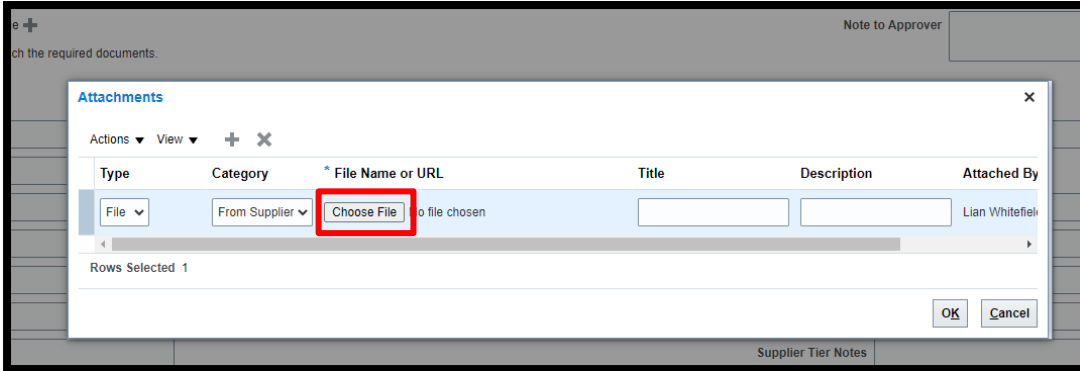 e
Note to Approver
ch the required documents.
Attachments
Actions View
Type Category * File Name or URL Title Description Attached By
File From Supplier Choose File No file chosen Lian Whitefiel
Rows Selected 1
OK Cancel
Supplier Tier Notes